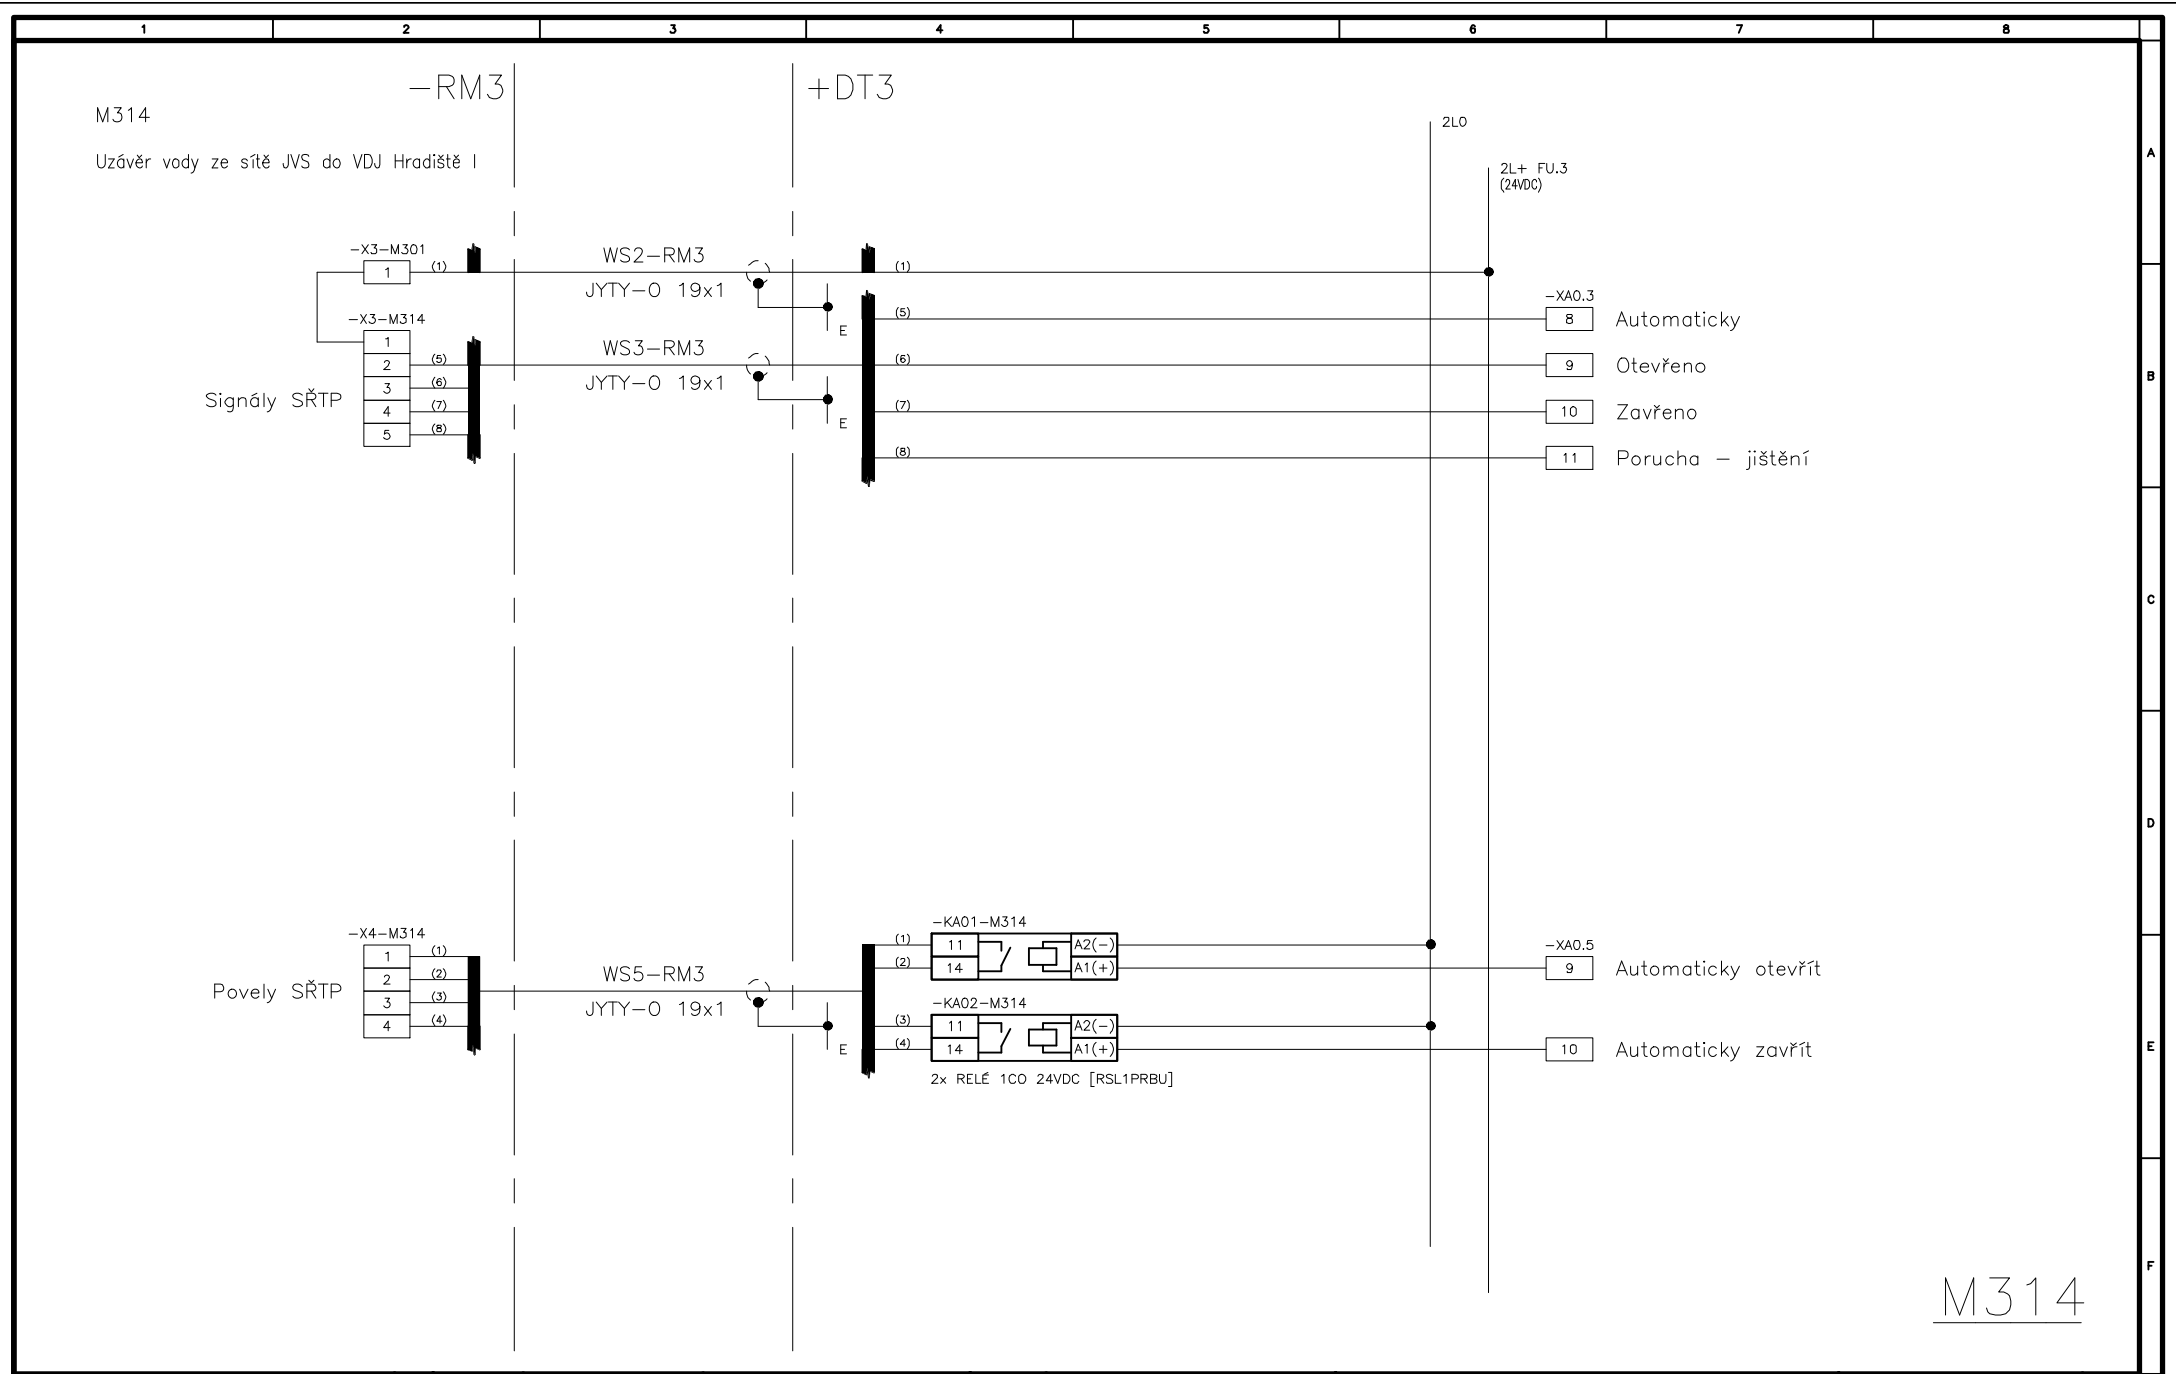 1 2 3 4 5 6 7 8
-RM3
+DT3
M314
2L0
Uzávěr vody ze sítě JVS do VDJ Hradiště I
2L+ FU.3
(24VDC)
A
-X3-M301
WS2-RM3
1 (1)
(1)
JYTY-O 19x1
-XA0.3
(5)
8 Automaticky
-X3-M314
E
1
WS3-RM3
2 (5)
(6)
9 Otevřeno
B
3 (6)
JYTY-O 19x1
Signály SŘTP
4 (7)
(7)
10 Zavřeno
E
5 (8)
(8)
11 Porucha - jištění
C
D
-KA01-M314
-X4-M314
1 (1)
(1) 11 A2(-)
-XA0.5
2 (2)
(2) 14 A1(+)
9 Automaticky otevřít
WS5-RM3
Povely SŘTP
3 (3)
JYTY-O 19x1
-KA02-M314
4 (4)
(3) 11 A2(-)
E
(4) 14 A1(+)
10 Automaticky zavřít
E
2x RELÉ 1CO 24VDC [RSL1PRBU]
F
M314